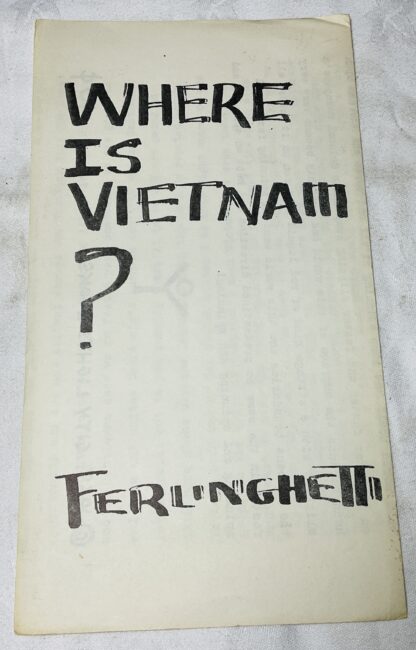 WHERE
IS
VIETNAM
?
FERLINGHETTI